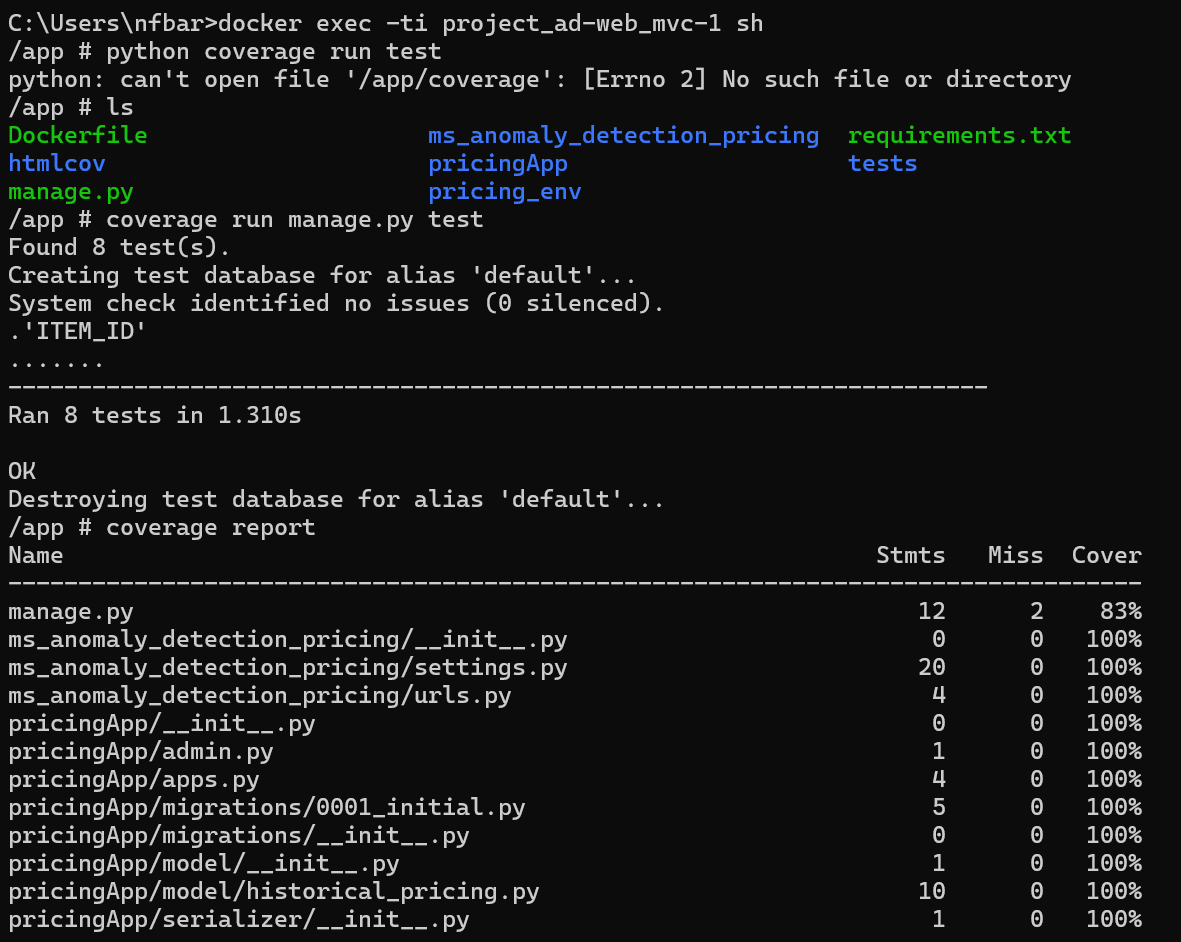 C:\Users\nfbar>docker exec -ti project_ad-web_mvc-1 sh
/app # python coverage run test
python: can't open file '/app/coverage': [Errno 2] No such file or directory
/app # ls
Dockerfile                    ms_anomaly_detection_pricing  requirements.txt
htmlcov                       pricingApp                    tests
manage.py                     pricing_env
/app # coverage run manage.py test
Found 8 test(s).
Creating test database for alias 'default'...
System check identified no issues (0 silenced).
.'ITEM_ID'
.......
----------------------------------------------------------------------
Ran 8 tests in 1.310s

OK
Destroying test database for alias 'default'...
/app # coverage report
Name                                                          Stmts   Miss  Cover
---------------------------------------------------------------------------------
manage.py                                                        12      2    83%
ms_anomaly_detection_pricing/__init__.py                          0      0   100%
ms_anomaly_detection_pricing/settings.py                         20      0   100%
ms_anomaly_detection_pricing/urls.py                              4      0   100%
pricingApp/__init__.py                                            0      0   100%
pricingApp/admin.py                                               1      0   100%
pricingApp/apps.py                                                4      0   100%
pricingApp/migrations/0001_initial.py                             5      0   100%
pricingApp/migrations/__init__.py                                 0      0   100%
pricingApp/model/__init__.py                                      1      0   100%
pricingApp/model/historical_pricing.py                           10      0   100%
pricingApp/serializer/__init__.py                                 1      0   100%